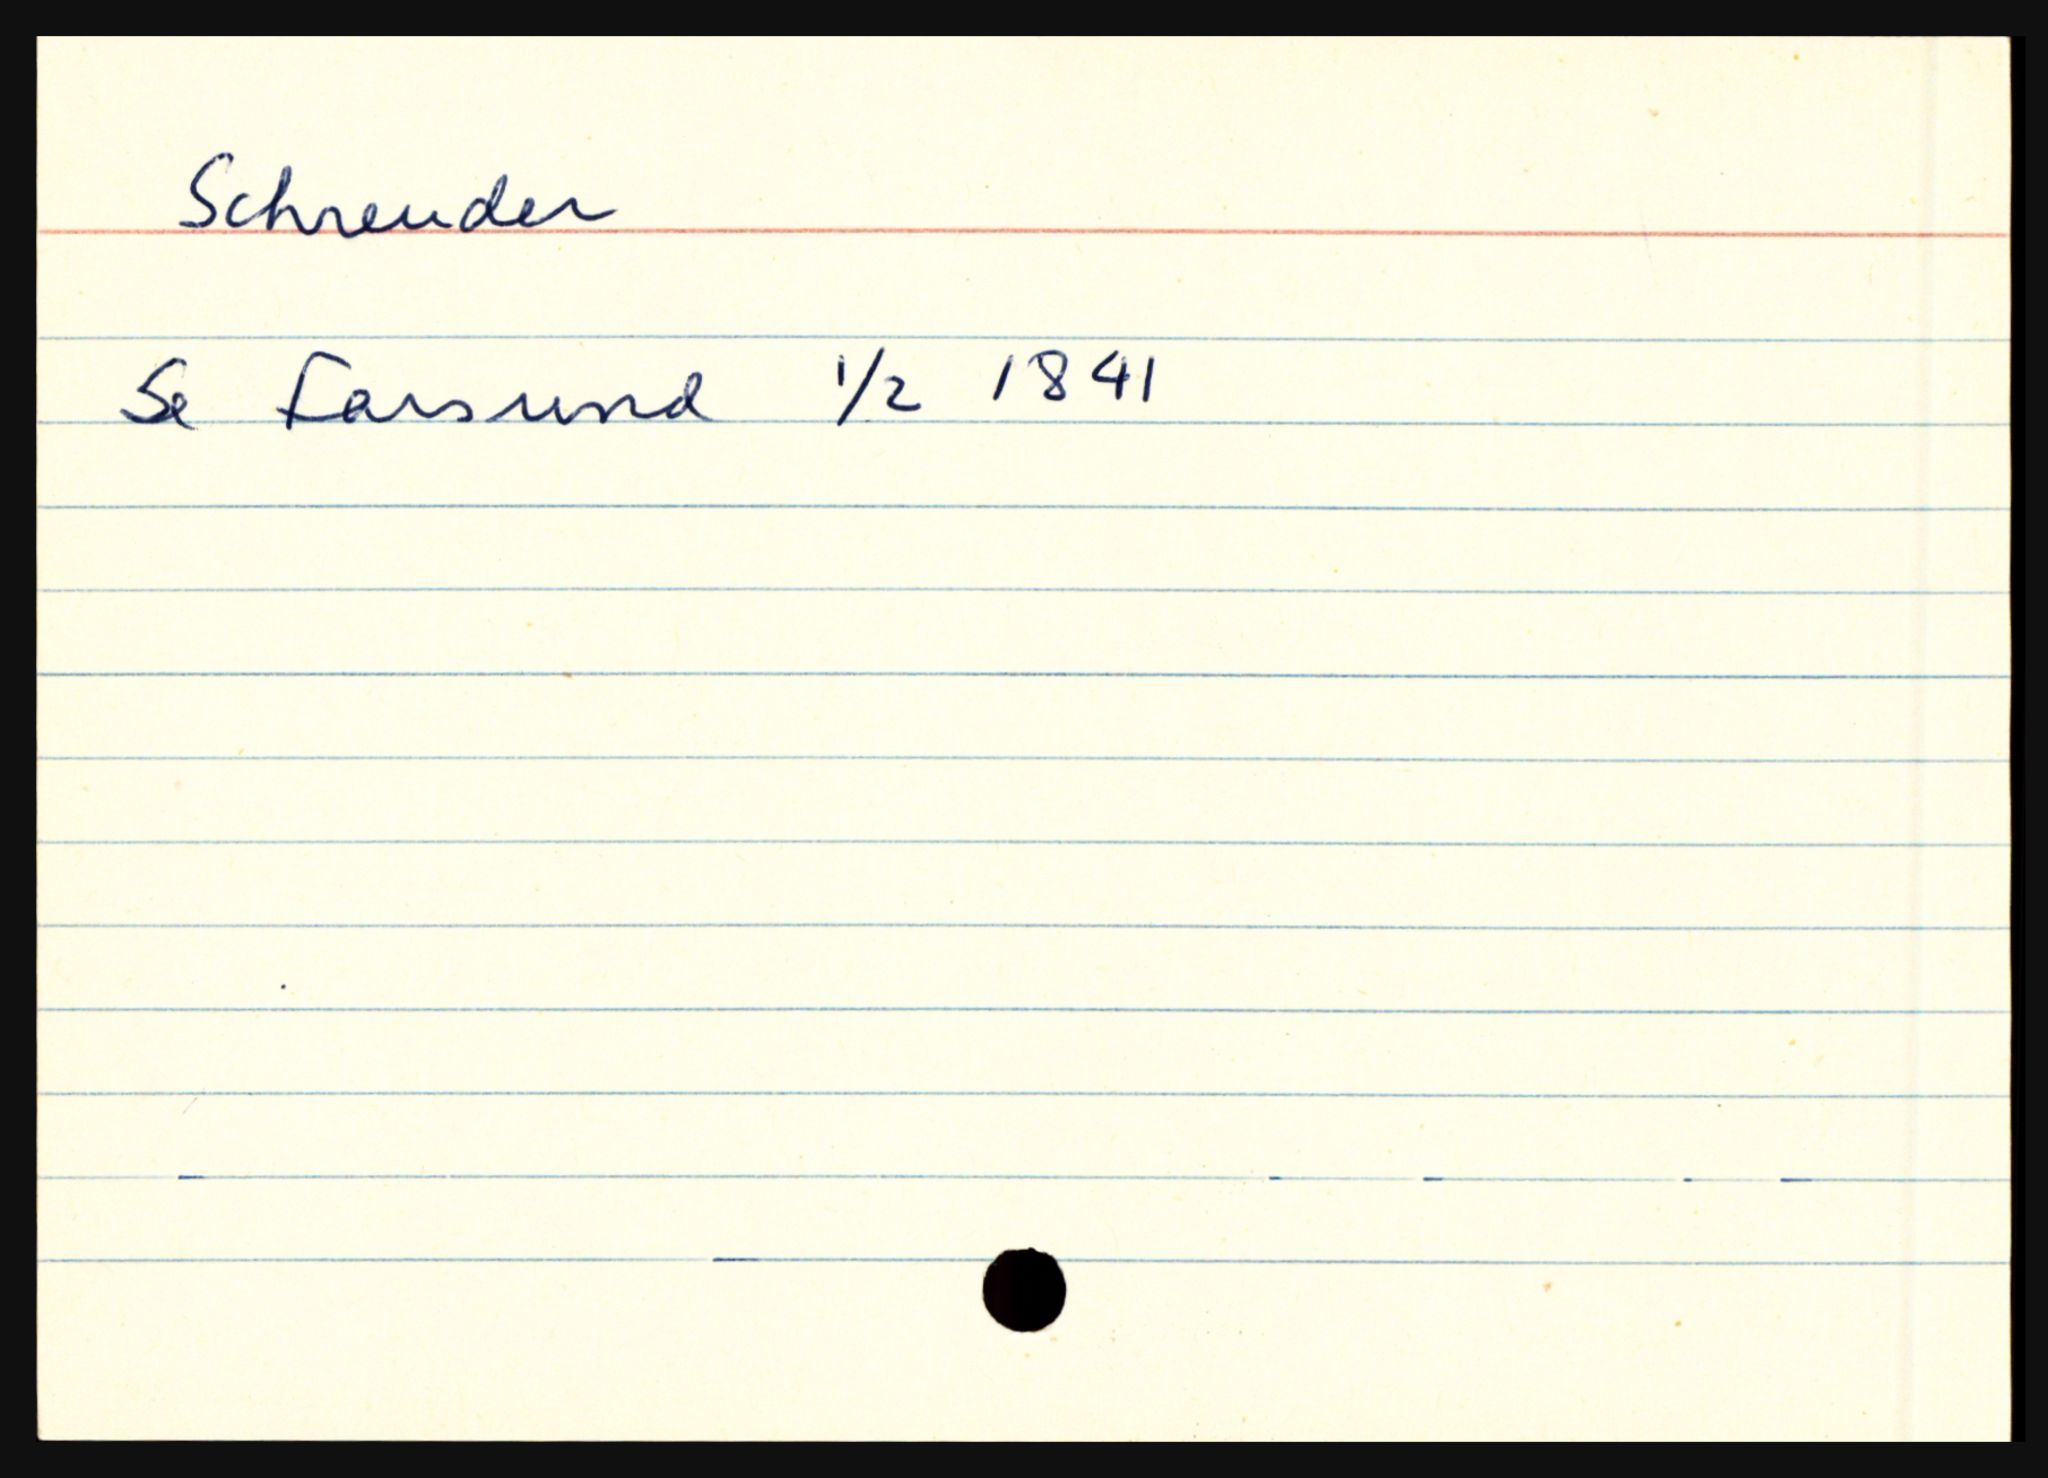 Schreuder
Se Farsund 1/2 1841